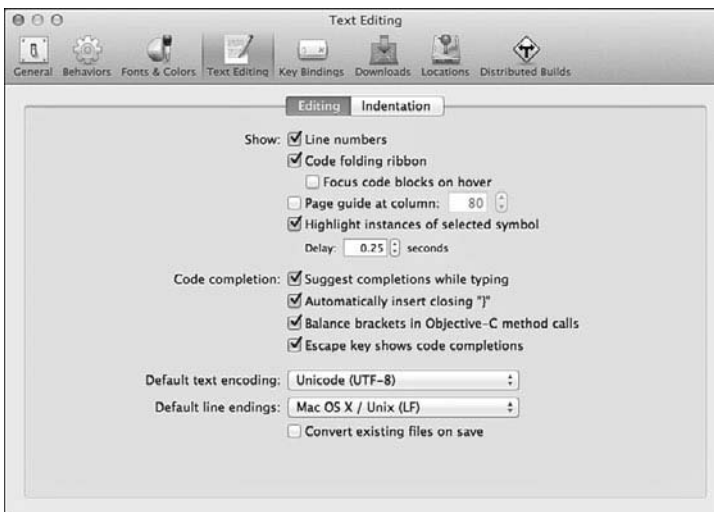 Text Editing
General Behaviors Fonts & Colors Text Editing Key Bindings Downloads Locations Distributed Builds
Editing Indentation
Show: Line numbers
Code folding ribbon
Focus code blocks on hover
Page guide at column: 80
Highlight instances of selected symbol
Delay: 0.25 seconds
Code completion: Suggest completions while typing
Automatically insert closing "}"
Balance brackets in Objective-C method calls
Escape key shows code completions
Default text encoding: Unicode (UTF-8)
Default line endings: Mac OS X / Unix (LF)
Convert existing files on save